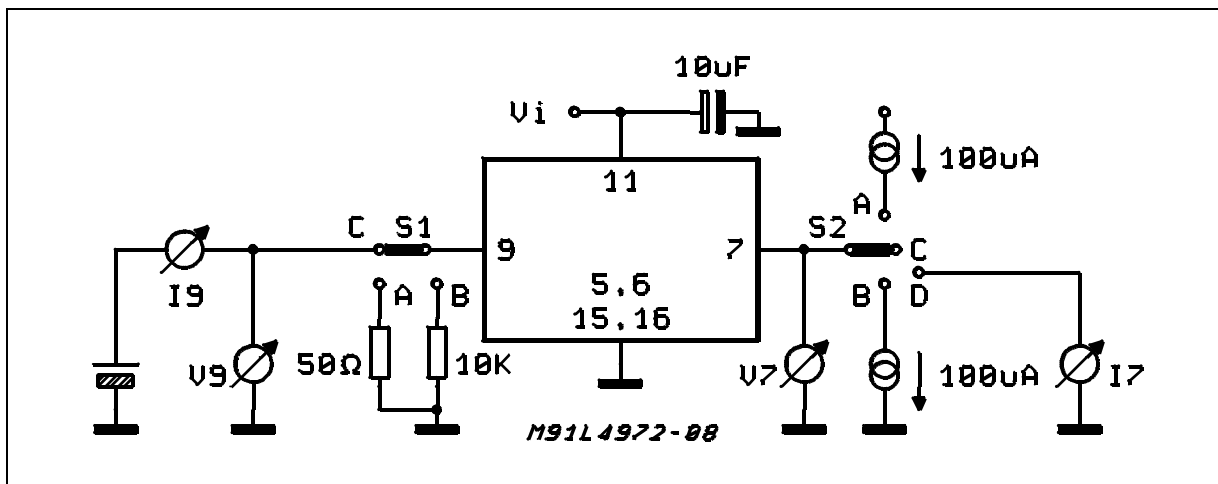 10uF
Vi
11
100uA
A
C S1
S2
9
7
C
I9
A
B
5,6
B
D
15,16
V9
50Ω
10K
V7
100uA
I7
M91L4972-08